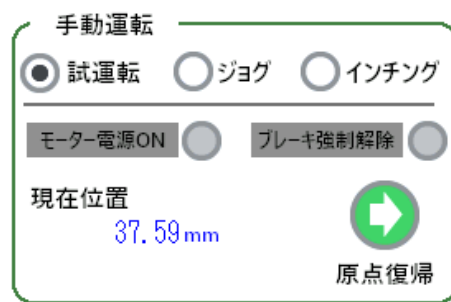 手動運転
試運転 ジョグ インチング
モーター電源ON ブレーキ強制解除
現在位置
37.59mm
原点復帰